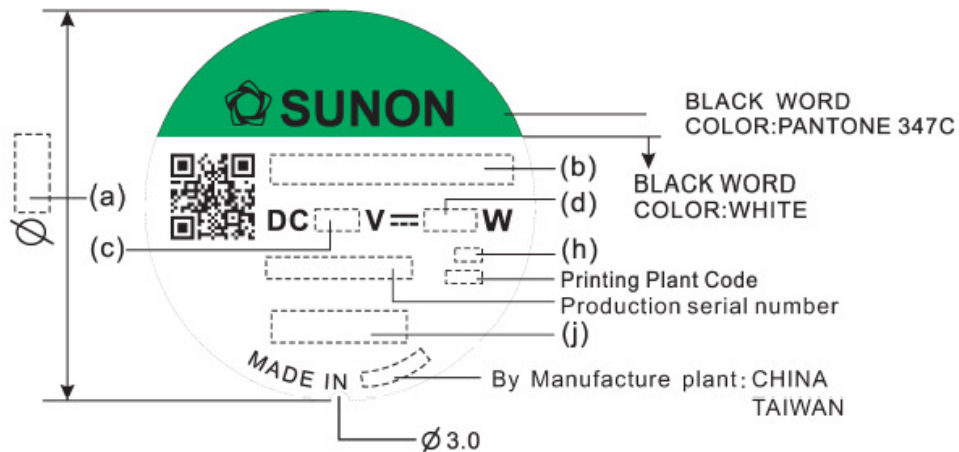 SUNON
BLACK WORD
COLOR:PANTONE 347C
(b)
BLACK WORD
COLOR:WHITE
(a)
Ø
DC V W
(d)
(c)
(h)
Printing Plant Code
Production serial number
(j)
MADE IN
By Manufacture plant: CHINA
TAIWAN
Ø3.0